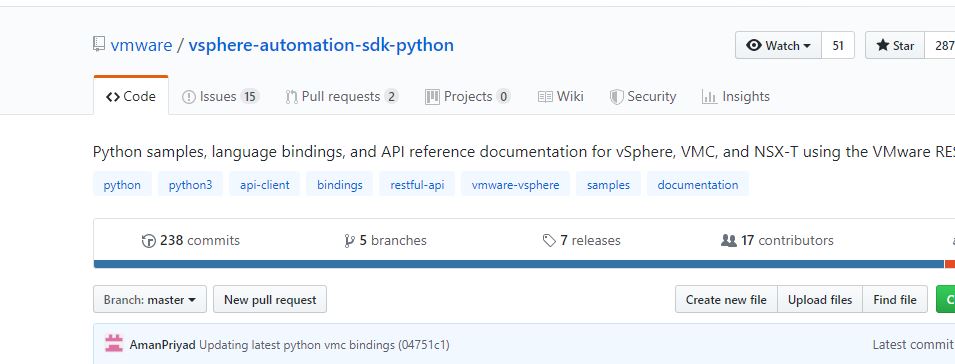 vmware / vsphere-automation-sdk-python
Watch 51 Star 287
Code Issues 15 Pull requests 2 Projects 0 Wiki Security Insights
Python samples, language bindings, and API reference documentation for vSphere, VMC, and NSX-T using the VMware
python python3 api-client bindings restful-api vmware-vsphere samples documentation
238 commits 5 branches 7 releases 17 contributors
Branch: master New pull request Create new file Upload files Find file
AmanPriyad Updating latest python vmc bindings (04751c1) Latest commit